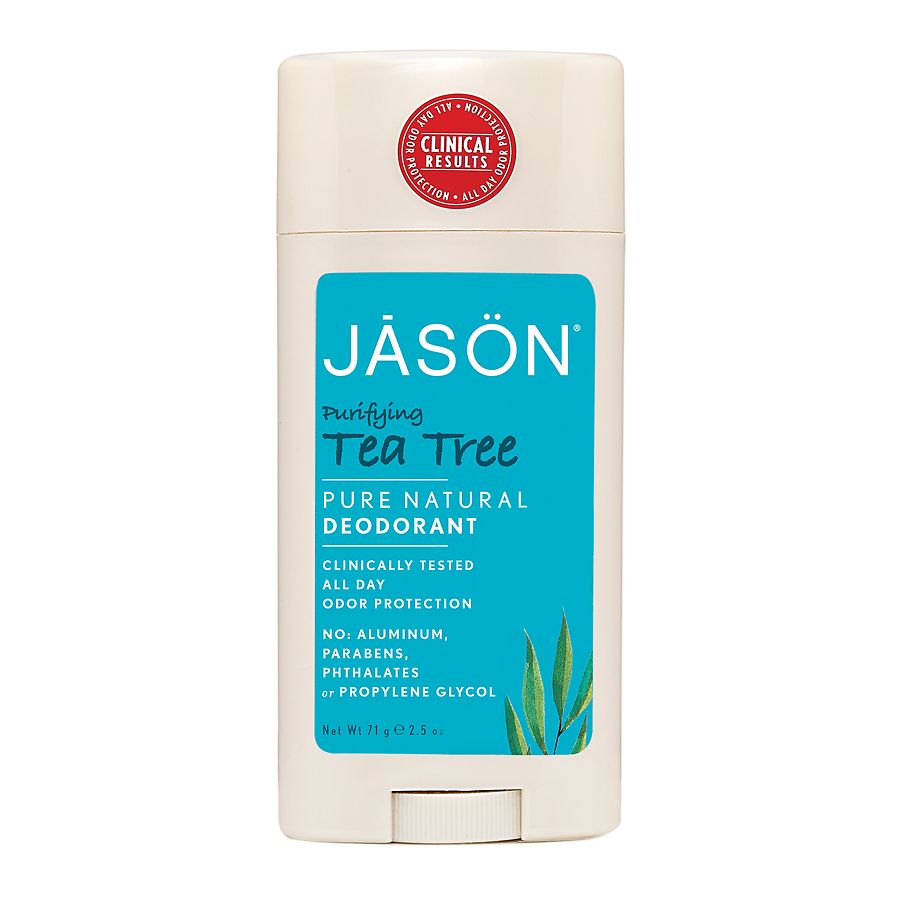 ALL DAY ODOR PROTECTION • ALL DAY ODOR PROTECTION •
CLINICAL
RESULTS
JĀSÖN®
Purifying
Tea Tree
PURE NATURAL
DEODORANT
CLINICALLY TESTED
ALL DAY
ODOR PROTECTION
NO: ALUMINUM,
PARABENS,
PHTHALATES
or PROPYLENE GLYCOL
Net Wt 71 g ℮ 2.5 oz